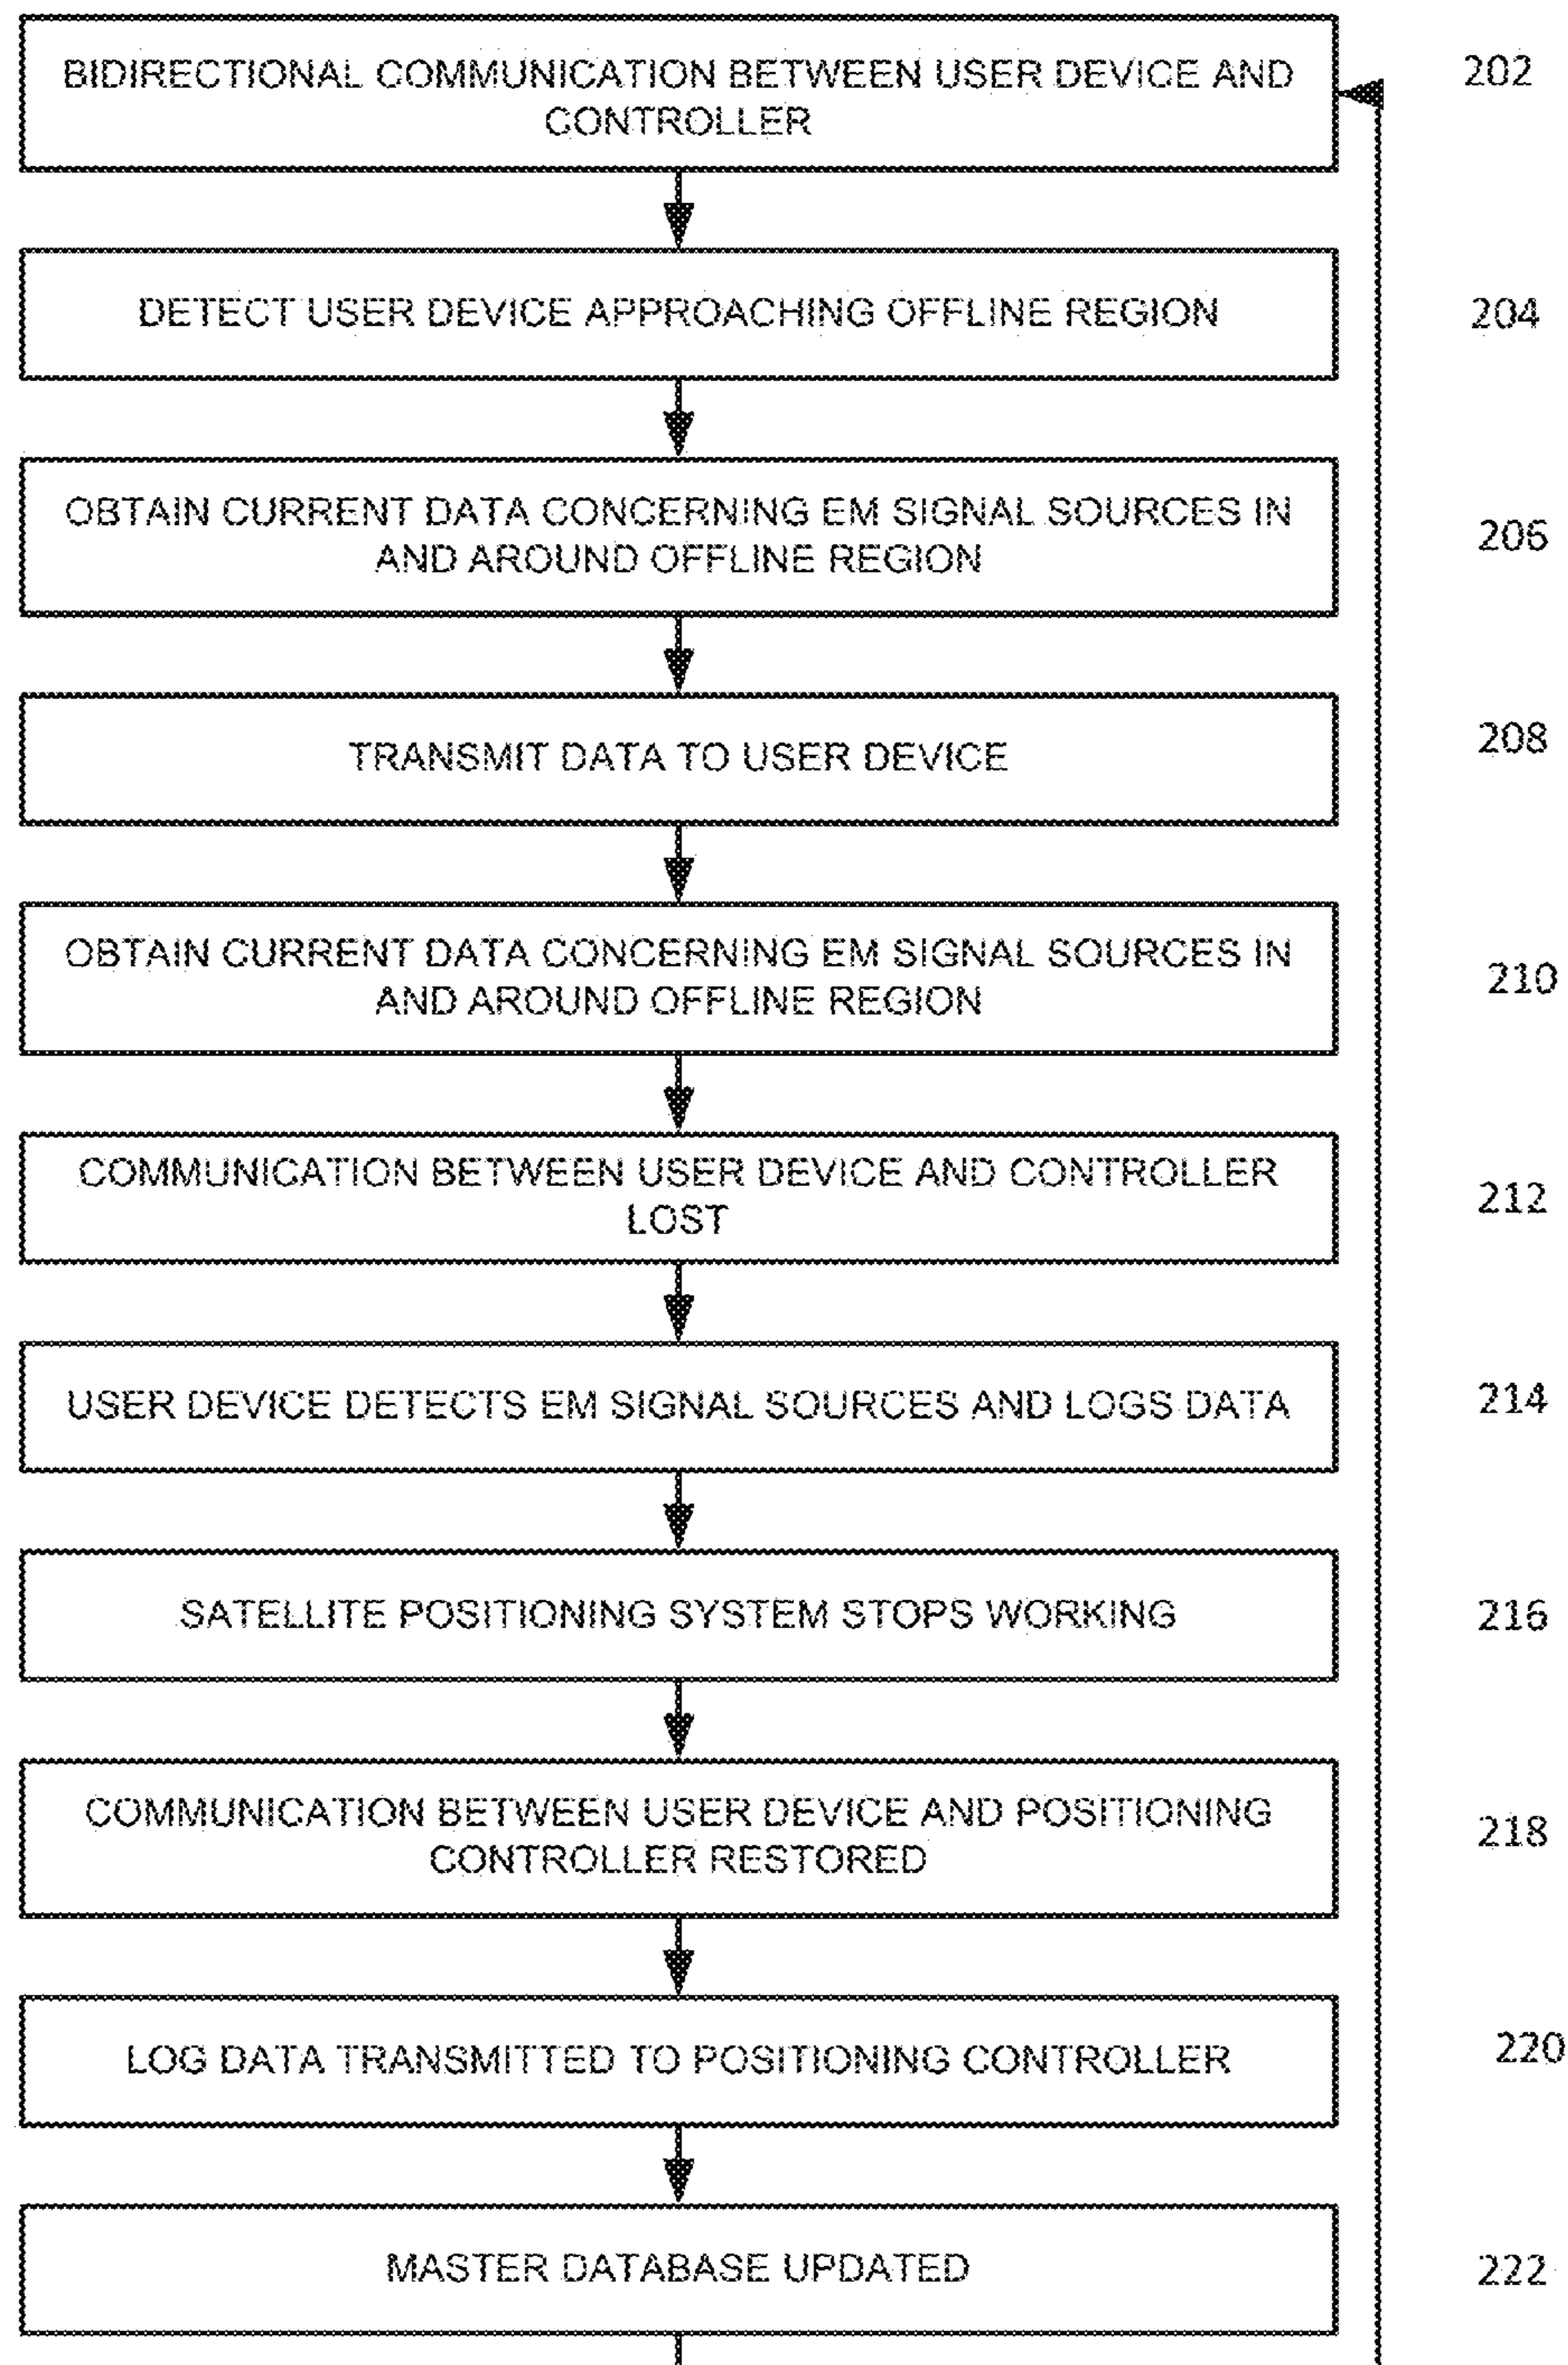 BIDIRECTIONAL COMMUNICATION BETWEEN USER DEVICE AND
CONTROLLER
202
DETECT USER DEVICE APPROACHING OFFLINE REGION
204
OBTAIN CURRENT DATA CONCERNING EM SIGNAL SOURCES IN
AND AROUND OFFLINE REGION
206
TRANSMIT DATA TO USER DEVICE
208
OBTAIN CURRENT DATA CONCERNING EM SIGNAL SOURCES IN
AND AROUND OFFLINE REGION
210
COMMUNICATION BETWEEN USER DEVICE AND CONTROLLER
LOST
212
USER DEVICE DETECTS EM SIGNAL SOURCES AND LOGS DATA
214
SATELLITE POSITIONING SYSTEM STOPS WORKING
216
COMMUNICATION BETWEEN USER DEVICE AND POSITIONING
CONTROLLER RESTORED
218
LOG DATA TRANSMITTED TO POSITIONING CONTROLLER
220
MASTER DATABASE UPDATED
222